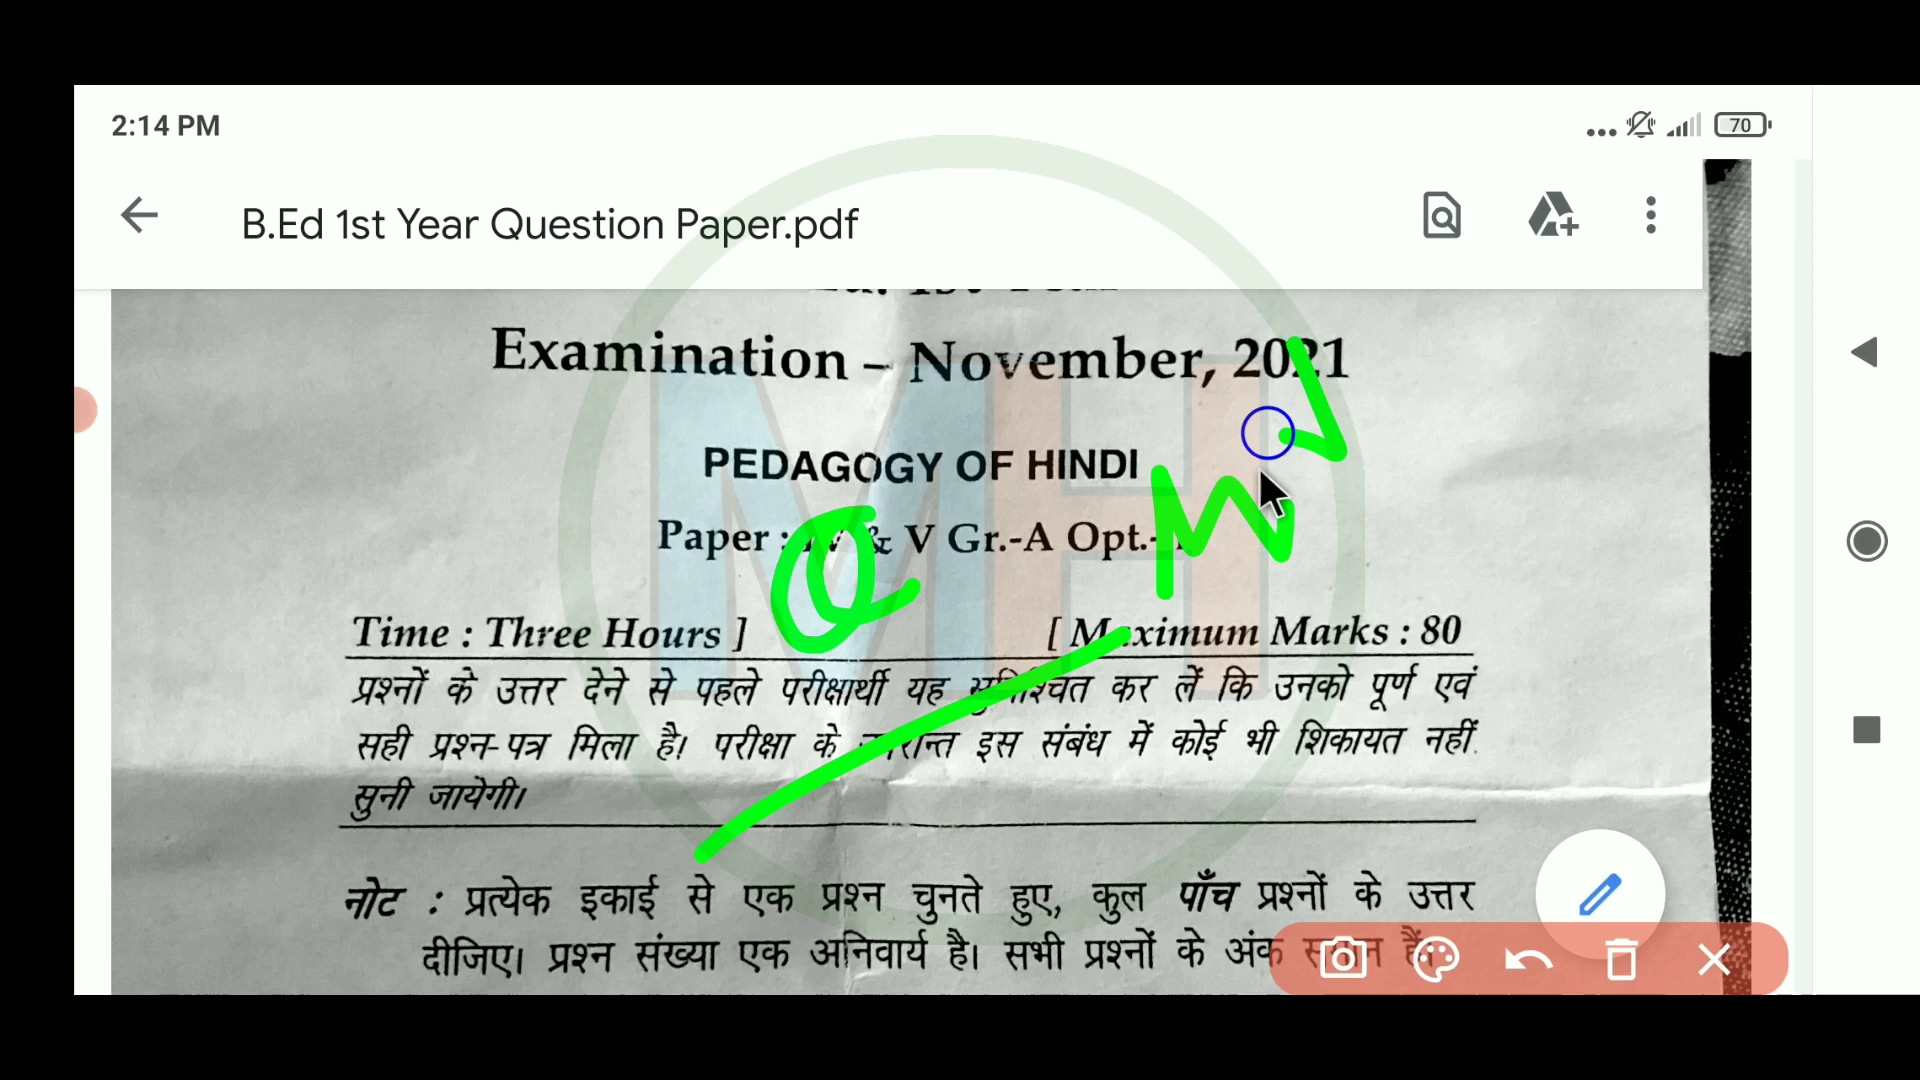 2:14 PM
70
B.Ed 1st Year Question Paper.pdf
Examination – November, 2021
PEDAGOGY OF HINDI
Paper : & V Gr.-A Opt.-
Time : Three Hours ]
[ Maximum Marks : 80
प्रश्नों के उत्तर देने से पहले परीक्षार्थी यह सुनिश्चित कर लें कि उनको पूर्ण एवं
सही प्रश्न-पत्र मिला है। परीक्षा के उपरान्त इस संबंध में कोई भी शिकायत नहीं
सुनी जायेगी।
नोट : प्रत्येक इकाई से एक प्रश्न चुनते हुए, कुल पाँच प्रश्नों के उत्तर
दीजिए। प्रश्न संख्या एक अनिवार्य है। सभी प्रश्नों के अंक समान हैं।
MH